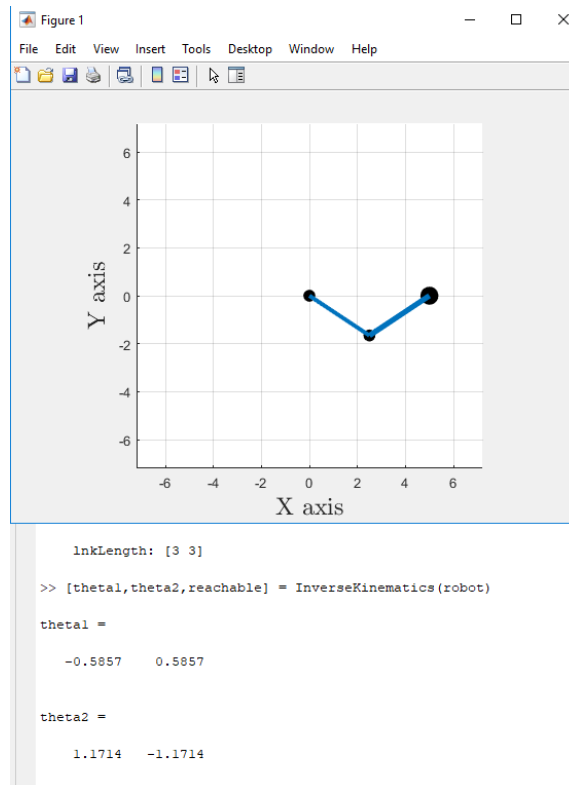 Figure 1
File Edit View Insert Tools Desktop Window Help
6
4
2
0
-2
-4
-6
Y axis
-6 -4 -2 0 2 4 6
X axis
lnkLength: [3 3]
>> [theta1,theta2,reachable] = InverseKinematics(robot)
theta1 =
-0.5857 0.5857
theta2 =
1.1714 -1.1714